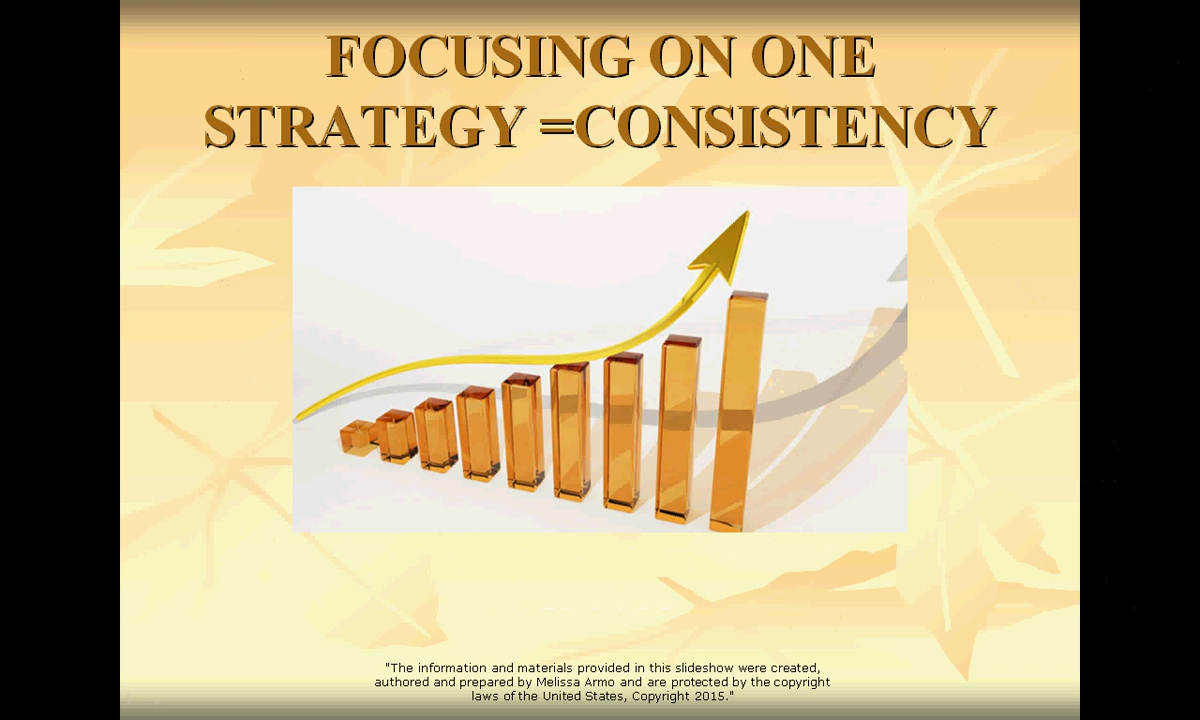 FOCUSING ON ONE
STRATEGY =CONSISTENCY
"The information and materials provided in this slideshow were created,
authored and prepared by Melissa Armo and are protected by the copyright
laws of the United States, Copyright 2015."